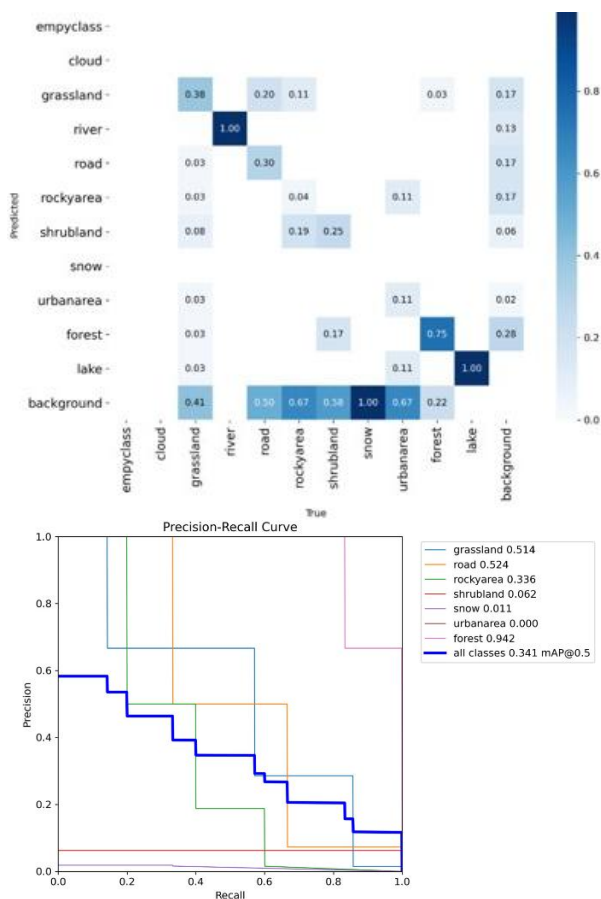 empyclass
cloud
grassland 0.38 0.20 0.11 0.03 0.17
river 1.00 0.13
road 0.03 0.30 0.17
rockyarea 0.03 0.04 0.11 0.17
shrubland 0.08 0.19 0.25 0.06
snow
urbanarea 0.03 0.11 0.02
forest 0.03 0.17 0.75 0.28
lake 0.03 0.11 1.00
background 0.41 0.50 0.67 0.58 1.00 0.67 0.22
Predicted
empyclass cloud grassland river road rockyarea shrubland snow urbanarea forest lake background
True
0.8
0.6
0.4
0.2
0.0
Precision-Recall Curve
1.0
0.8
0.6
0.4
0.2
0.0
Precision
0.0 0.2 0.4 0.6 0.8 1.0
Recall
grassland 0.514
road 0.524
rockyarea 0.336
shrubland 0.062
snow 0.011
urbanarea 0.000
forest 0.942
all classes 0.341 mAP@0.5